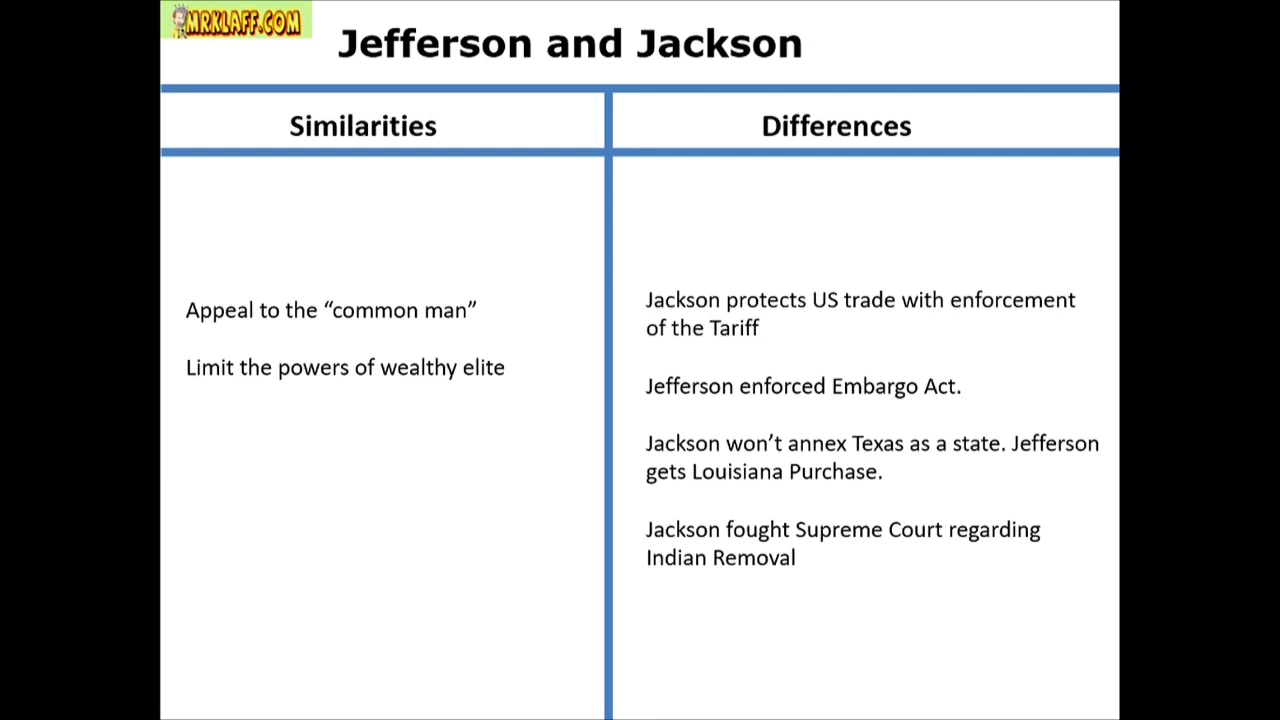 MRKLAFF.COM
Jefferson and Jackson
Similarities
Differences
Appeal to the “common man”
Limit the powers of wealthy elite
Jackson protects US trade with enforcement
of the Tariff
Jefferson enforced Embargo Act.
Jackson won’t annex Texas as a state. Jefferson
gets Louisiana Purchase.
Jackson fought Supreme Court regarding
Indian Removal